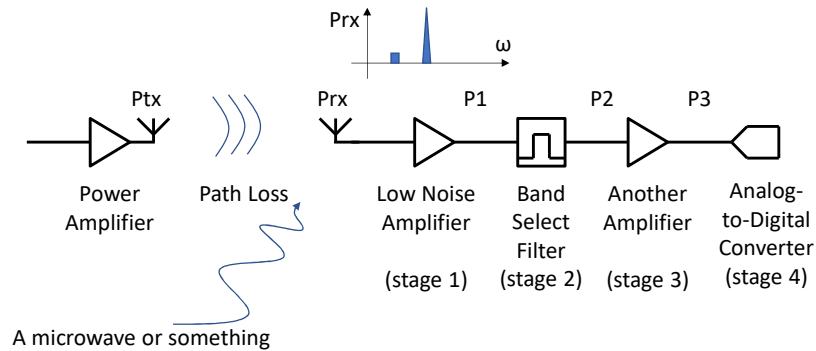 Prx
ω
Ptx
Prx
P1
P2
P3
Power
Amplifier
Path Loss
Low Noise
Amplifier
(stage 1)
Band
Select
Filter
(stage 2)
Another
Amplifier
(stage 3)
Analog-
to-Digital
Converter
(stage 4)
A microwave or something